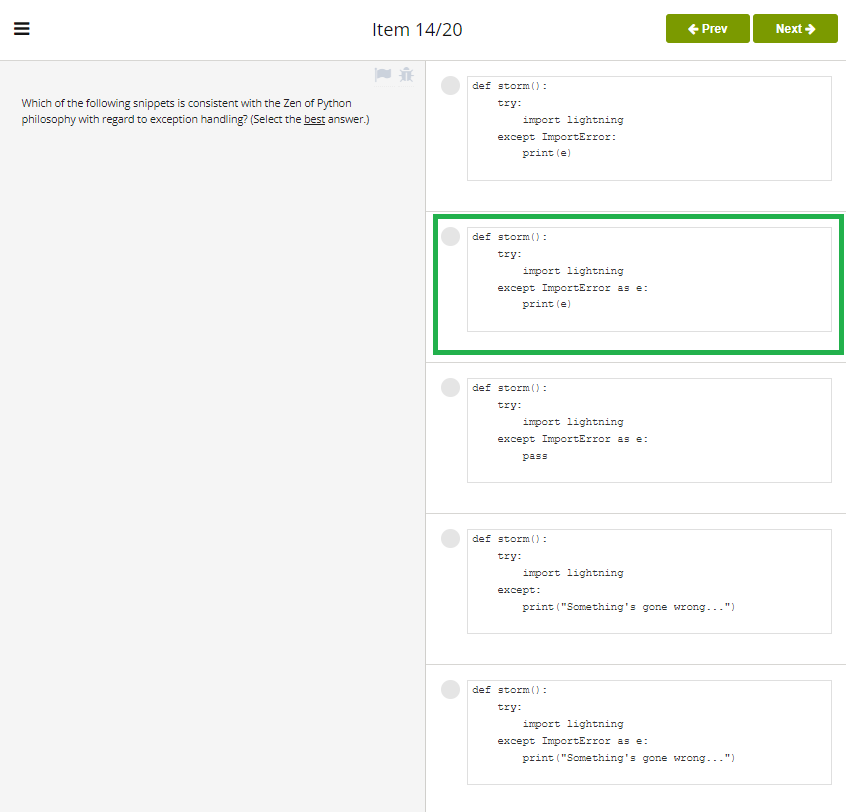 Item 14/20
Prev
Next
Which of the following snippets is consistent with the Zen of Python
philosophy with regard to exception handling? (Select the best answer.)
def storm():
    try:
        import lightning
    except ImportError:
        print(e)
def storm():
    try:
        import lightning
    except ImportError as e:
        print(e)
def storm():
    try:
        import lightning
    except ImportError as e:
        pass
def storm():
    try:
        import lightning
    except:
        print("Something's gone wrong...")
def storm():
    try:
        import lightning
    except ImportError as e:
        print("Something's gone wrong...")